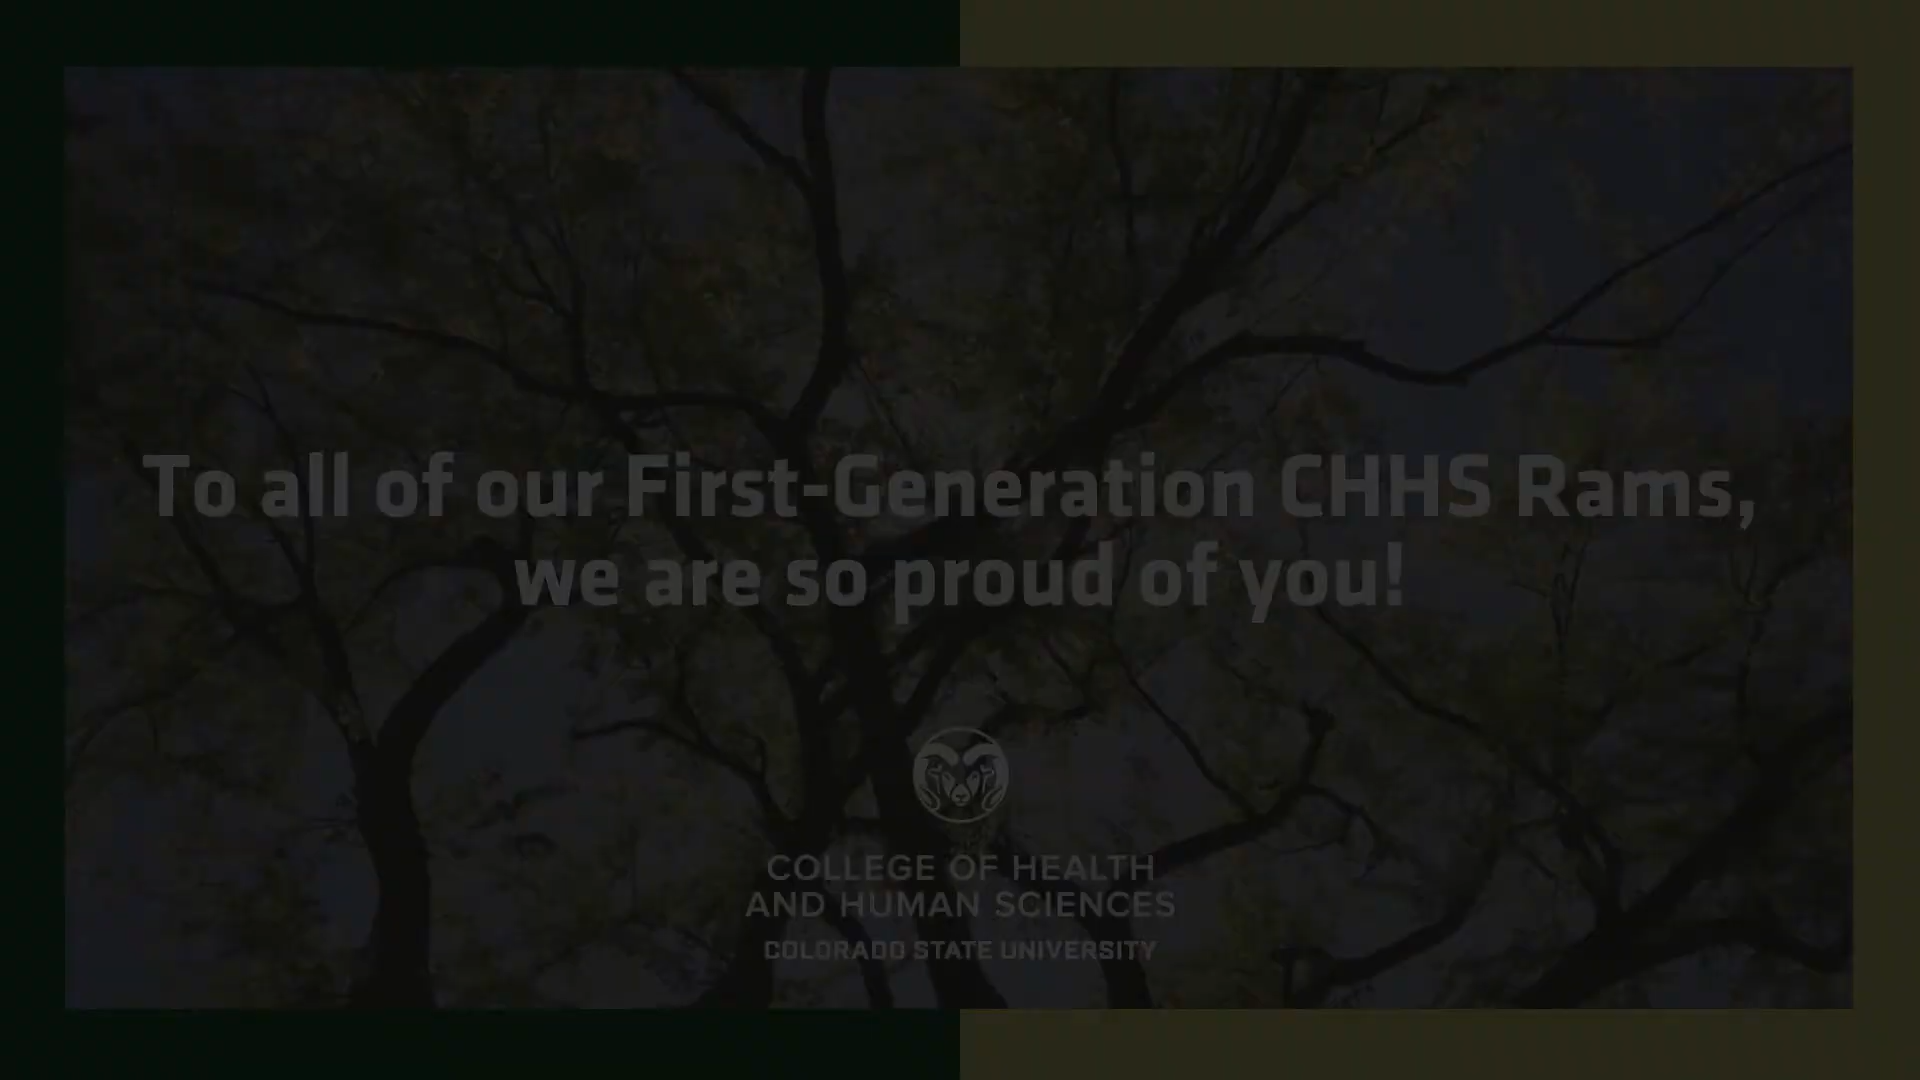 To all of our First-Generation CHHS Rams,
we are so proud of you!
COLLEGE OF HEALTH
AND HUMAN SCIENCES
COLORADO STATE UNIVERSITY